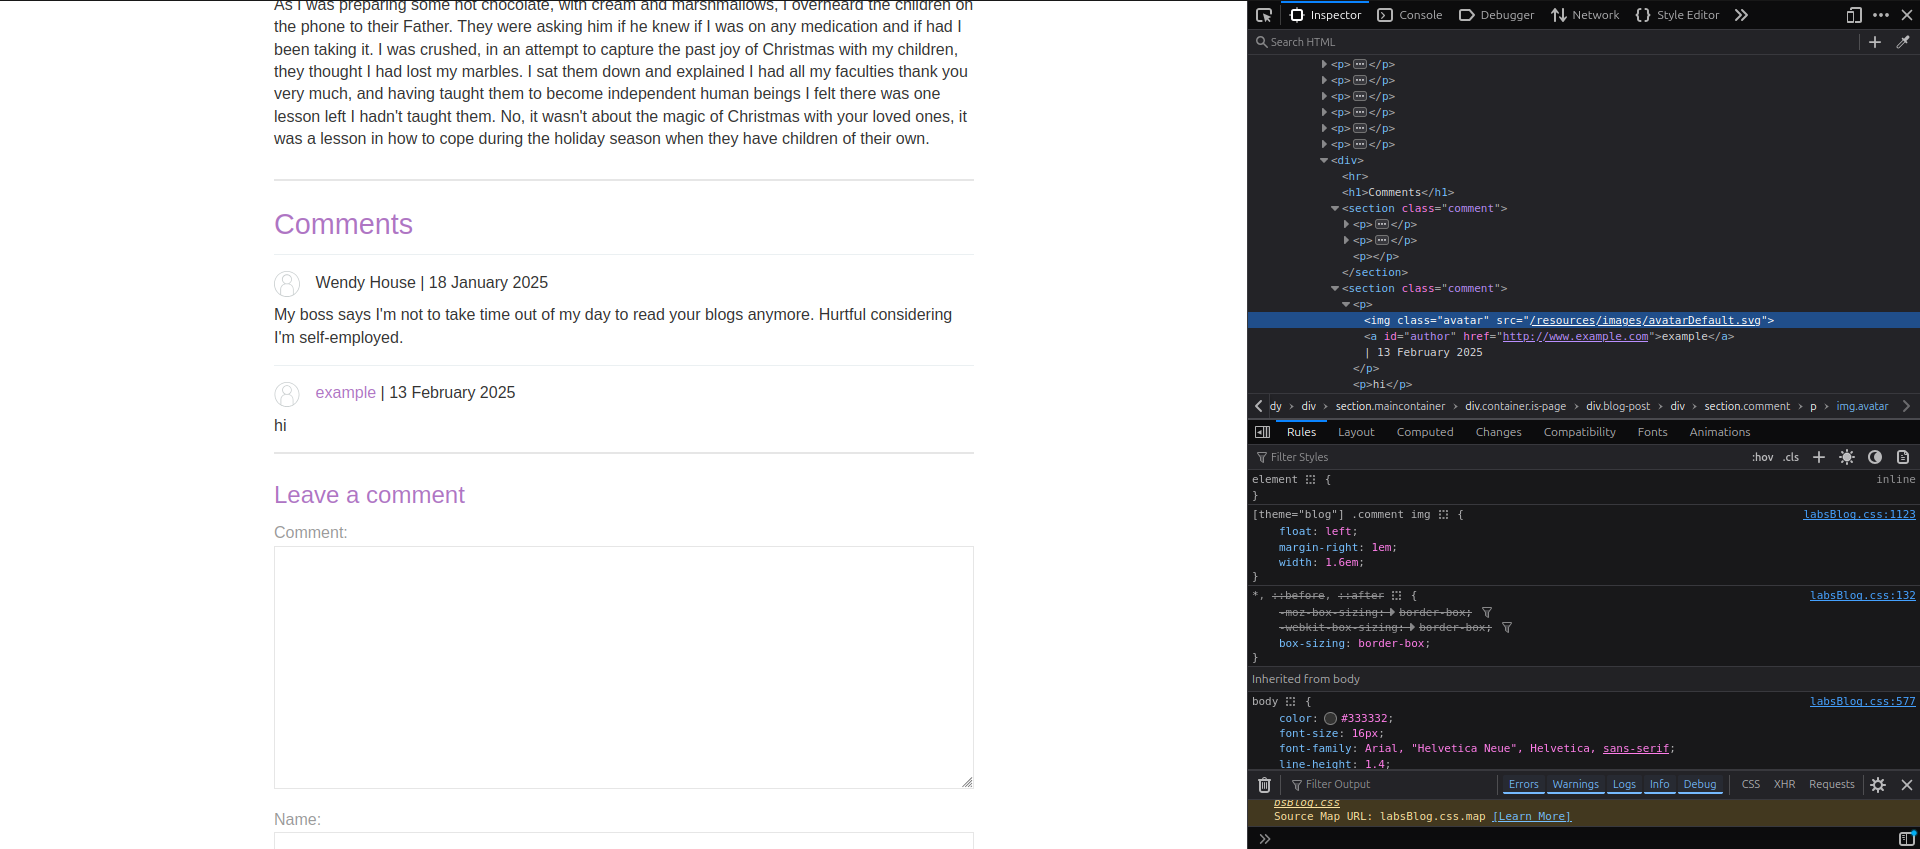 As I was preparing some hot chocolate, with cream and marshmallows, I overheard the children on
the phone to their Father. They were asking him if he knew if I was on any medication and if had I
been taking it. I was crushed, in an attempt to capture the past joy of Christmas with my children,
they thought I had lost my marbles. I sat them down and explained I had all my faculties thank you
very much, and having taught them to become independent human beings I felt there was one
lesson left I hadn't taught them. No, it wasn't about the magic of Christmas with your loved ones, it
was a lesson in how to cope during the holiday season when they have children of their own.
Comments
Wendy House | 18 January 2025
My boss says I'm not to take time out of my day to read your blogs anymore. Hurtful considering
I'm self-employed.
example | 13 February 2025
hi
Leave a comment
Comment:
Name:
Inspector Console Debugger Network Style Editor
Search HTML
<p> </p>
<p> </p>
<p> </p>
<p> </p>
<p> </p>
<p> </p>
<div>
<hr>
<h1>Comments</h1>
<section class="comment">
<p> </p>
<p> </p>
<p></p>
</section>
<section class="comment">
<p>
<img class="avatar" src="/resources/images/avatarDefault.svg">
<a id="author" href="http://www.example.com">example</a>
| 13 February 2025
</p>
<p>hi</p>
dy › div › section.maincontainer › div.container.is-page › div.blog-post › div › section.comment › p › img.avatar
Rules Layout Computed Changes Compatibility Fonts Animations
Filter Styles :hov .cls
element { inline
}
[theme="blog"] .comment img { labsBlog.css:1123
float: left;
margin-right: 1em;
width: 1.6em;
}
*, ::before, ::after { labsBlog.css:132
-moz-box-sizing: border-box;
-webkit-box-sizing: border-box;
box-sizing: border-box;
}
Inherited from body
body { labsBlog.css:577
color: #333332;
font-size: 16px;
font-family: Arial, "Helvetica Neue", Helvetica, sans-serif;
line-height: 1.4;
Filter Output Errors Warnings Logs Info Debug CSS XHR Requests
bsBlog.css
Source Map URL: labsBlog.css.map [Learn More]